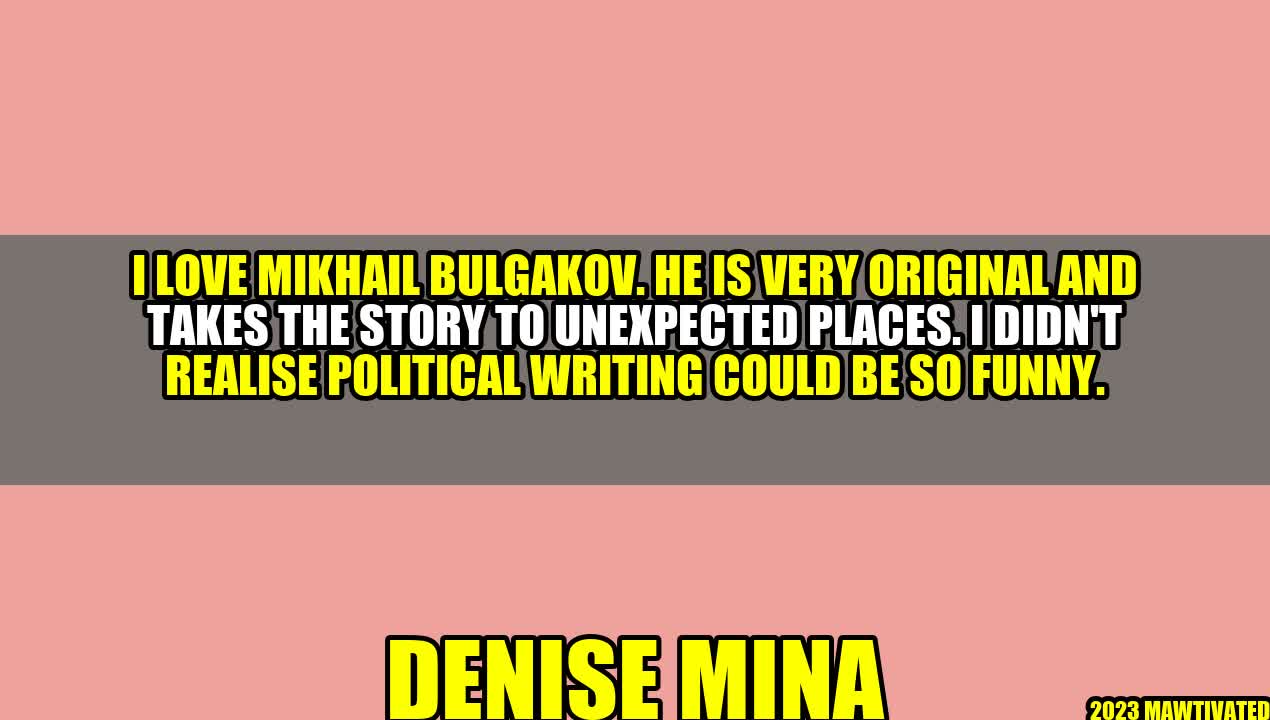 I LOVE MIKHAIL BULGAKOV. HE IS VERY ORIGINAL AND
TAKES THE STORY TO UNEXPECTED PLACES. I DIDN'T
REALISE POLITICAL WRITING COULD BE SO FUNNY.
DENISE MINA
2023 MAWTIVATED